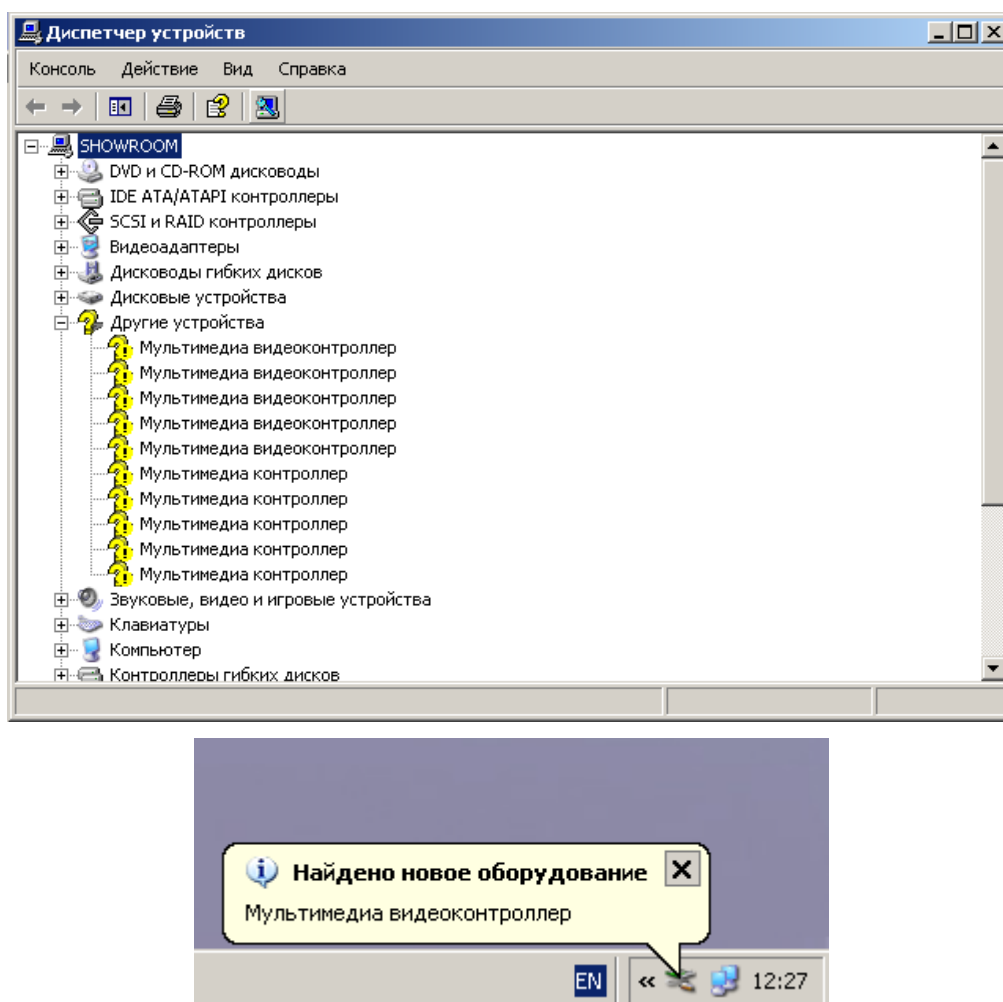 Диспетчер устройств
Консоль Действие Вид Справка
SHOWROOM
DVD и CD-ROM дисководы
IDE ATA/ATAPI контроллеры
SCSI и RAID контроллеры
Видеоадаптеры
Дисководы гибких дисков
Дисковые устройства
Другие устройства
Мультимедиа видеоконтроллер
Мультимедиа видеоконтроллер
Мультимедиа видеоконтроллер
Мультимедиа видеоконтроллер
Мультимедиа видеоконтроллер
Мультимедиа контроллер
Мультимедиа контроллер
Мультимедиа контроллер
Мультимедиа контроллер
Мультимедиа контроллер
Звуковые, видео и игровые устройства
Клавиатуры
Компьютер
Контроллеры гибких дисков
Найдено новое оборудование
Мультимедиа видеоконтроллер
EN « 12:27